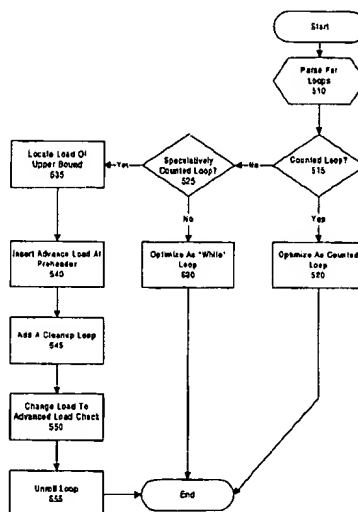 Start
Parse For
Loops
510
Counted Loop?
515
No
Speculatively
Counted Loop?
525
Yes
Locate Load Of
Upper Bound
535
No
Yes
Insert Advance Load At
Preheader
540
Optimize As "While"
Loop
530
Optimize As Counted
Loop
520
Add A Cleanup Loop
545
Change Load To
Advanced Load Check
550
Unroll Loop
555
End